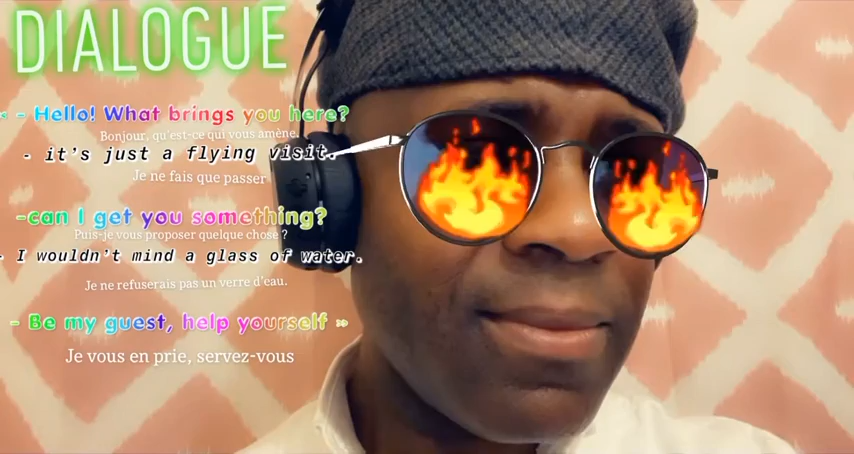 DIALOGUE
« - Hello! What brings you here?
Bonjour, qu'est-ce qui vous amène.
- it's just a flying visit.
Je ne fais que passer
-can I get you something?
Puis-je vous proposer quelque chose ?
- I wouldn't mind a glass of water.
Je ne refuserais pas un verre d'eau.
- Be my guest, help yourself »
Je vous en prie, servez-vous